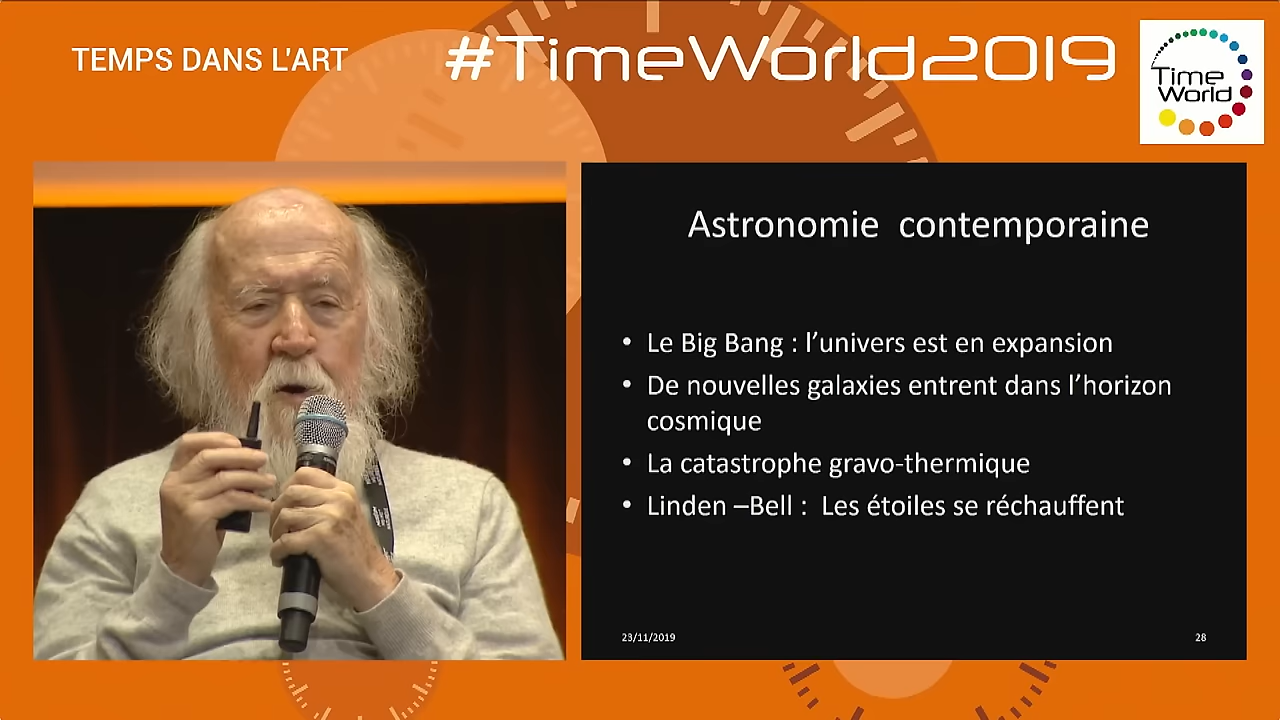 TEMPS DANS L'ART
#TimeWorld2019
Time
World
Astronomie contemporaine
• Le Big Bang : l'univers est en expansion
• De nouvelles galaxies entrent dans l'horizon
cosmique
• La catastrophe gravo-thermique
• Linden –Bell : Les étoiles se réchauffent
23/11/2019
28